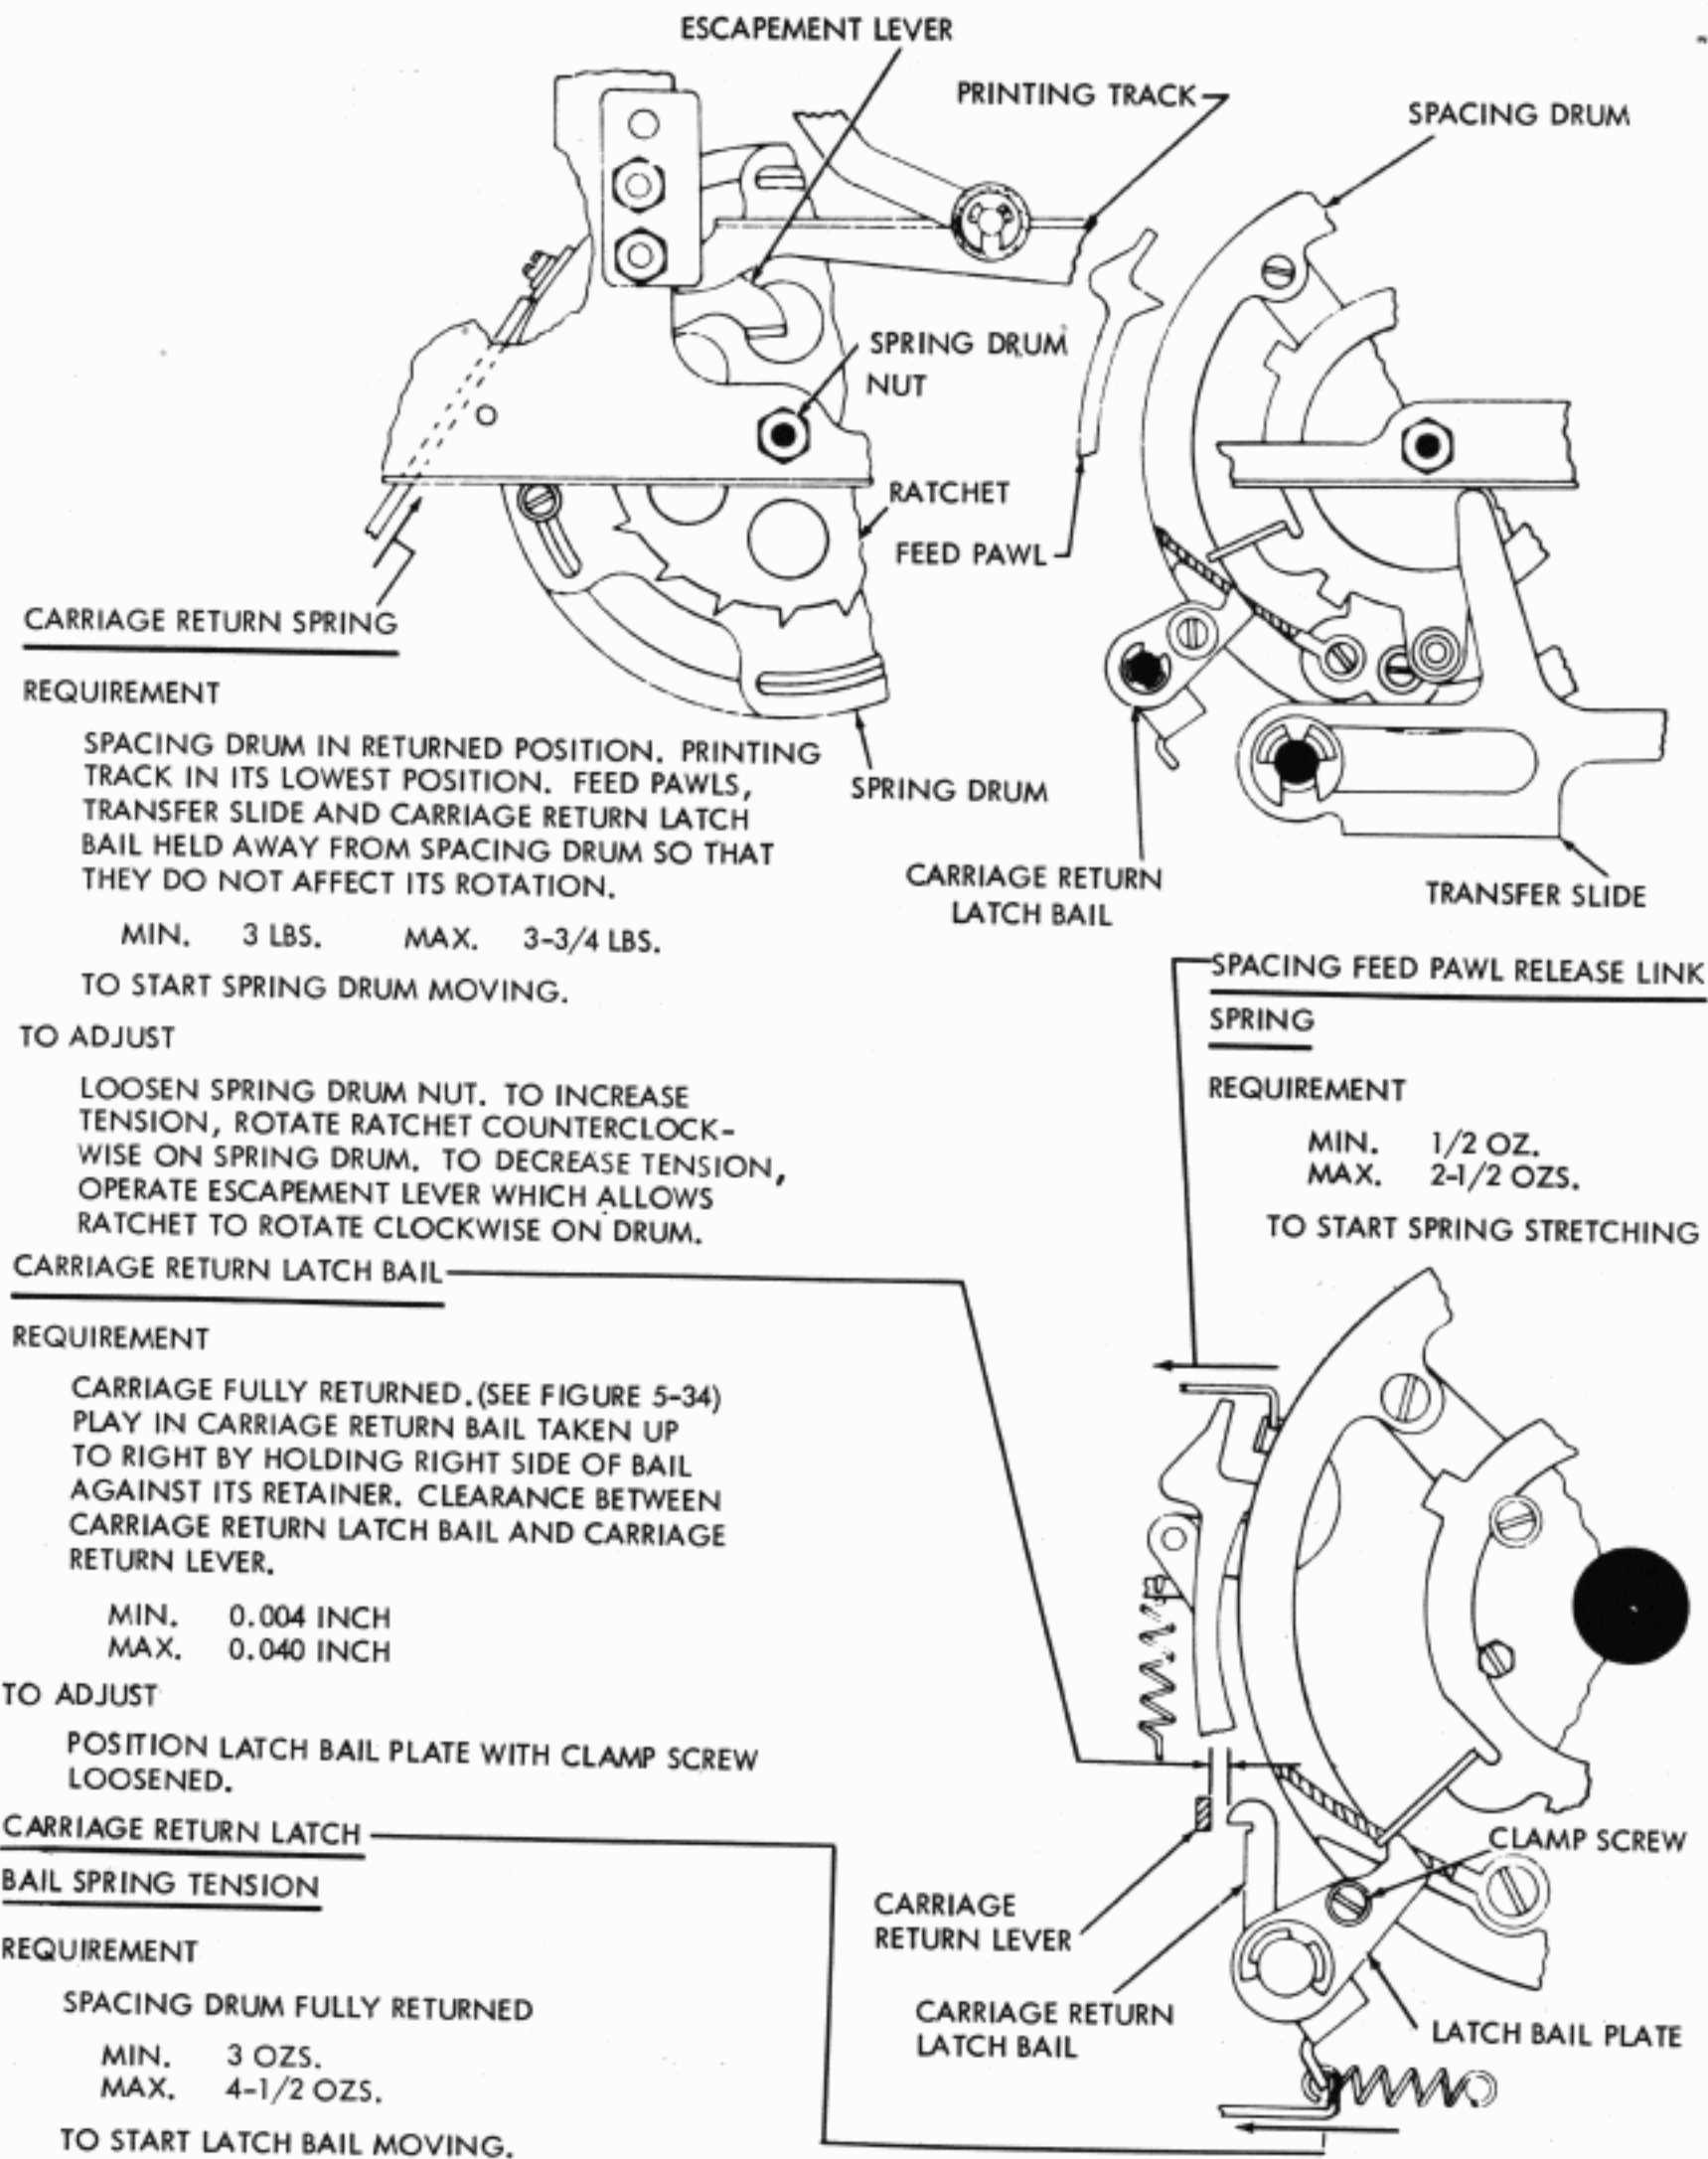 ESCAPEMENT LEVER
PRINTING TRACK
SPACING DRUM
SPRING DRUM
NUT
RATCHET
FEED PAWL
CARRIAGE RETURN SPRING
REQUIREMENT
SPACING DRUM IN RETURNED POSITION. PRINTING
TRACK IN ITS LOWEST POSITION. FEED PAWLS,
TRANSFER SLIDE AND CARRIAGE RETURN LATCH
BAIL HELD AWAY FROM SPACING DRUM SO THAT
THEY DO NOT AFFECT ITS ROTATION.
MIN. 3 LBS. MAX. 3-3/4 LBS.
TO START SPRING DRUM MOVING.
SPRING DRUM
CARRIAGE RETURN
LATCH BAIL
TRANSFER SLIDE
TO ADJUST
LOOSEN SPRING DRUM NUT. TO INCREASE
TENSION, ROTATE RATCHET COUNTERCLOCK-
WISE ON SPRING DRUM. TO DECREASE TENSION,
OPERATE ESCAPEMENT LEVER WHICH ALLOWS
RATCHET TO ROTATE CLOCKWISE ON DRUM.
SPACING FEED PAWL RELEASE LINK
SPRING
REQUIREMENT
MIN. 1/2 OZ.
MAX. 2-1/2 OZS.
TO START SPRING STRETCHING
CARRIAGE RETURN LATCH BAIL
REQUIREMENT
CARRIAGE FULLY RETURNED.(SEE FIGURE 5-34)
PLAY IN CARRIAGE RETURN BAIL TAKEN UP
TO RIGHT BY HOLDING RIGHT SIDE OF BAIL
AGAINST ITS RETAINER. CLEARANCE BETWEEN
CARRIAGE RETURN LATCH BAIL AND CARRIAGE
RETURN LEVER.
MIN. 0.004 INCH
MAX. 0.040 INCH
TO ADJUST
POSITION LATCH BAIL PLATE WITH CLAMP SCREW
LOOSENED.
CARRIAGE RETURN LATCH
BAIL SPRING TENSION
REQUIREMENT
SPACING DRUM FULLY RETURNED
MIN. 3 OZS.
MAX. 4-1/2 OZS.
TO START LATCH BAIL MOVING.
CLAMP SCREW
CARRIAGE
RETURN LEVER
CARRIAGE RETURN
LATCH BAIL
LATCH BAIL PLATE